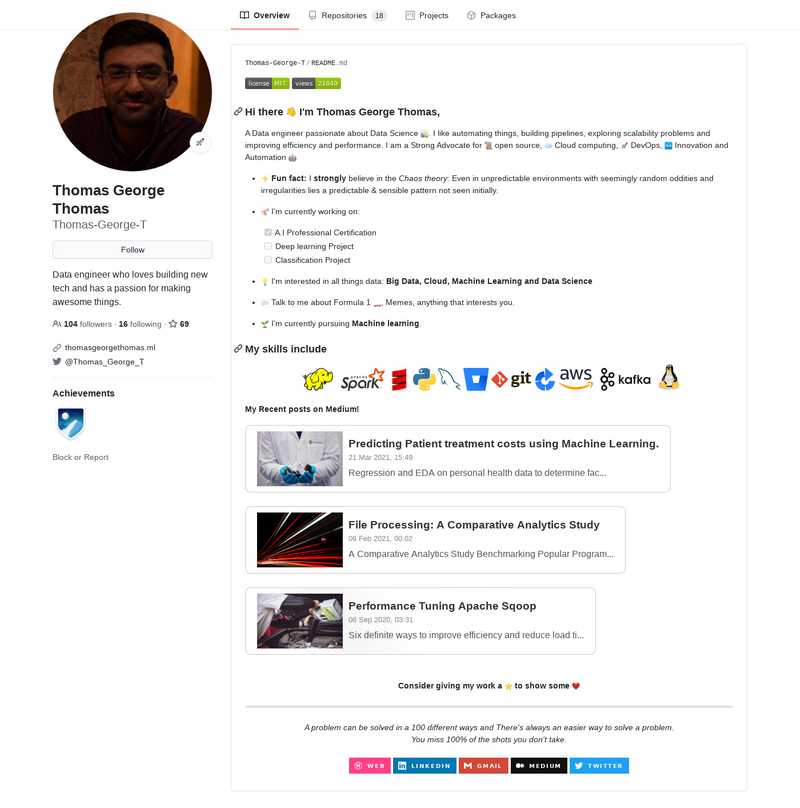 Overview Repositories 18 Projects Packages
Thomas George
Thomas
Thomas-George-T
Follow
Data engineer who loves building new
tech and has a passion for making
awesome things.
104 followers · 16 following · 69
thomasgeorgethomas.ml
@Thomas_George_T
Achievements
Block or Report
Thomas-George-T / README.md
license MIT views 21640
Hi there 👋 I'm Thomas George Thomas,
A Data engineer passionate about Data Science . I like automating things, building pipelines, exploring scalability problems and
improving efficiency and performance. I am a Strong Advocate for 📜 open source, ☁️ Cloud computing, 🚀 DevOps, Innovation and
Automation 🤖
Fun fact: I strongly believe in the Chaos theory: Even in unpredictable environments with seemingly random oddities and
irregularities lies a predictable & sensible pattern not seen initially.
I'm currently working on:
A I Professional Certification
Deep learning Project
Classification Project
💡 I'm interested in all things data: Big Data, Cloud, Machine Learning and Data Science
Talk to me about Formula 1 🏎️, Memes, anything that interests you.
🌱 I'm currently pursuing Machine learning.
My skills include
APACHE Spark git aws kafka
My Recent posts on Medium!
Predicting Patient treatment costs using Machine Learning.
21 Mar 2021, 15:49
Regression and EDA on personal health data to determine fac...
File Processing: A Comparative Analytics Study
06 Feb 2021, 00:02
A Comparative Analytics Study Benchmarking Popular Program...
Performance Tuning Apache Sqoop
06 Sep 2020, 03:31
Six definite ways to improve efficiency and reduce load ti...
Consider giving my work a ⭐ to show some ❤️
A problem can be solved in a 100 different ways and There's always an easier way to solve a problem.
You miss 100% of the shots you don't take.
WEB LINKEDIN GMAIL MEDIUM TWITTER